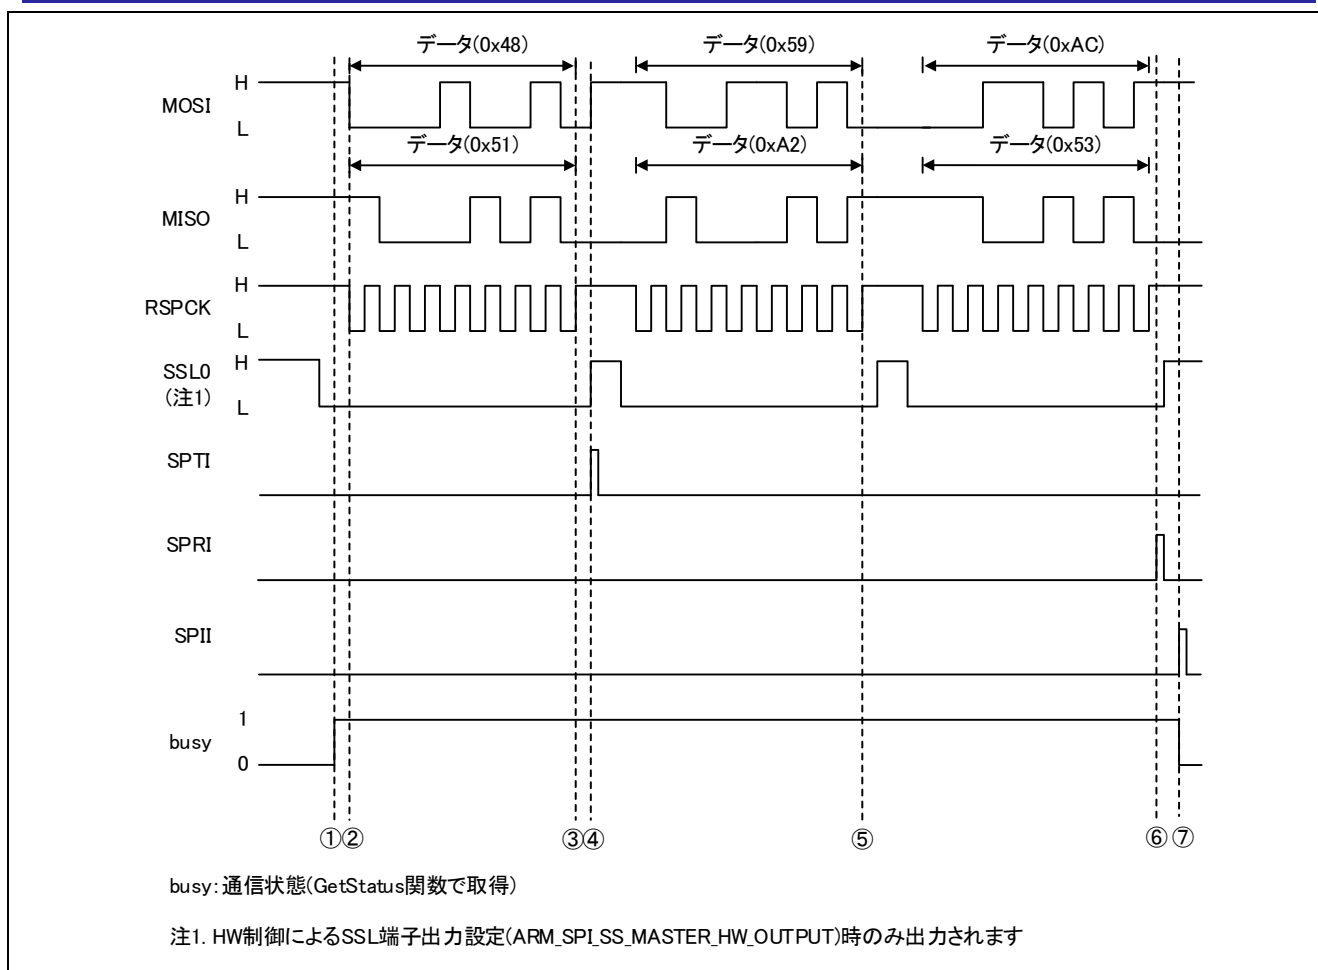 データ(0x48) データ(0x59) データ(0xAC)
H
MOSI
L
データ(0x51) データ(0xA2) データ(0x53)
H
MISO
L
H
RSPCK
L
H
SSL0
(注1)
L
SPTI
SPRI
SPII
1
busy
0
①② ③④ ⑤ ⑥ ⑦
busy:通信状態(GetStatus関数で取得)
注1. HW制御によるSSL端子出力設定(ARM_SPI_SS_MASTER_HW_OUTPUT)時のみ出力されます